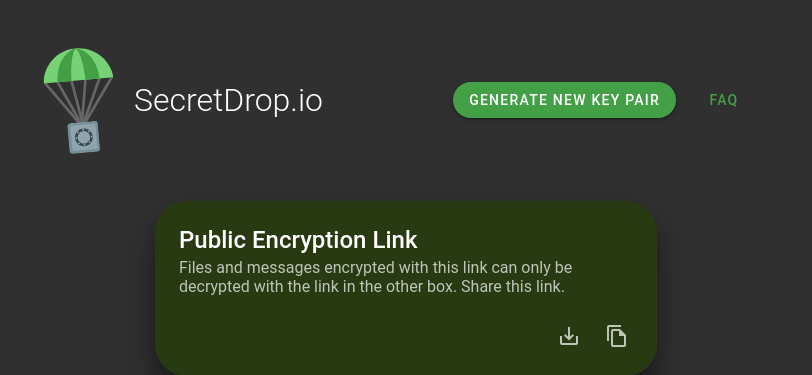 SecretDrop.io
GENERATE NEW KEY PAIR
FAQ
Public Encryption Link
Files and messages encrypted with this link can only be
decrypted with the link in the other box. Share this link.